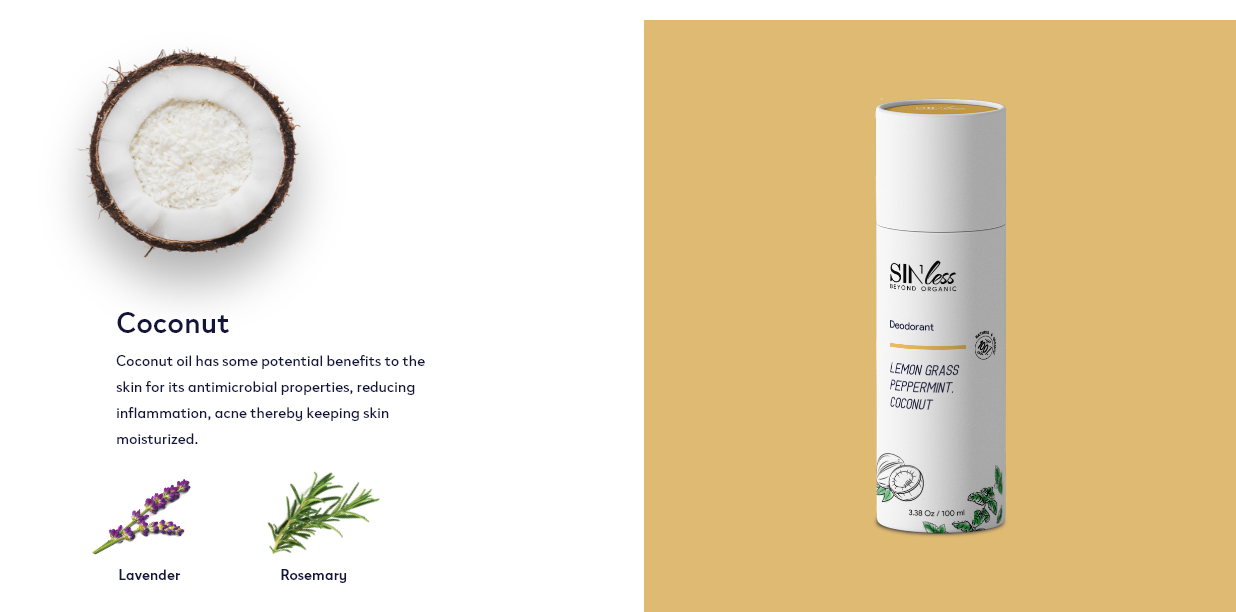 Coconut
Coconut oil has some potential benefits to the
skin for its antimicrobial properties, reducing
inflammation, acne thereby keeping skin
moisturized.
Lavender
Rosemary
SINless
BEYOND ORGANIC
Deodorant
LEMON GRASS
PEPPERMINT.
COCONUT
3.38 Oz / 100 ml